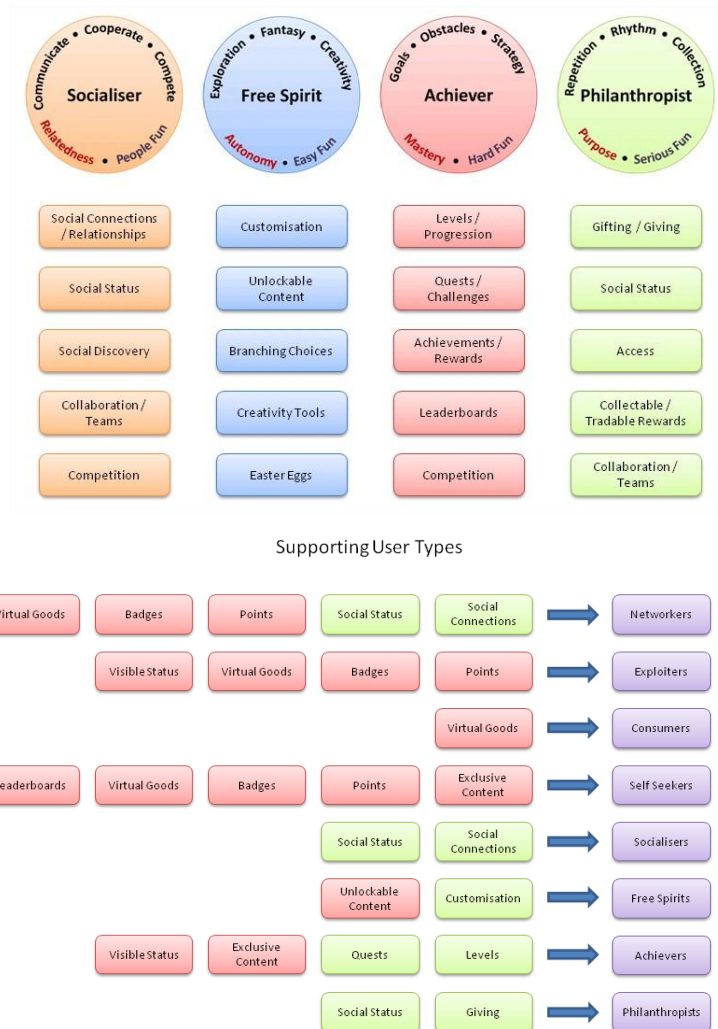 Communicate • Cooperate • Compete
Socialiser
Relatedness • People Fun
Exploration • Fantasy • Creativity
Free Spirit
Autonomy • Easy Fun
Goals • Obstacles • Strategy
Achiever
Mastery • Hard Fun
Repetition • Rhythm • Collection
Philanthropist
Purpose • Serious Fun
Social Connections
/ Relationships
Customisation
Levels /
Progression
Gifting / Giving
Social Status
Unlockable
Content
Quests /
Challenges
Social Status
Social Discovery
Branching Choices
Achievements /
Rewards
Access
Collaboration /
Teams
Creativity Tools
Leaderboards
Collectable /
Tradable Rewards
Competition
Easter Eggs
Competition
Collaboration /
Teams
Supporting User Types
irtual Goods
Badges
Points
Social Status
Social
Connections
Networkers
Visible Status
Virtual Goods
Badges
Points
Exploiters
Virtual Goods
Consumers
eaderboards
Virtual Goods
Badges
Points
Exclusive
Content
Self Seekers
Social Status
Social
Connections
Socialisers
Unlockable
Content
Customisation
Free Spirits
Visible Status
Exclusive
Content
Quests
Levels
Achievers
Social Status
Giving
Philanthropists